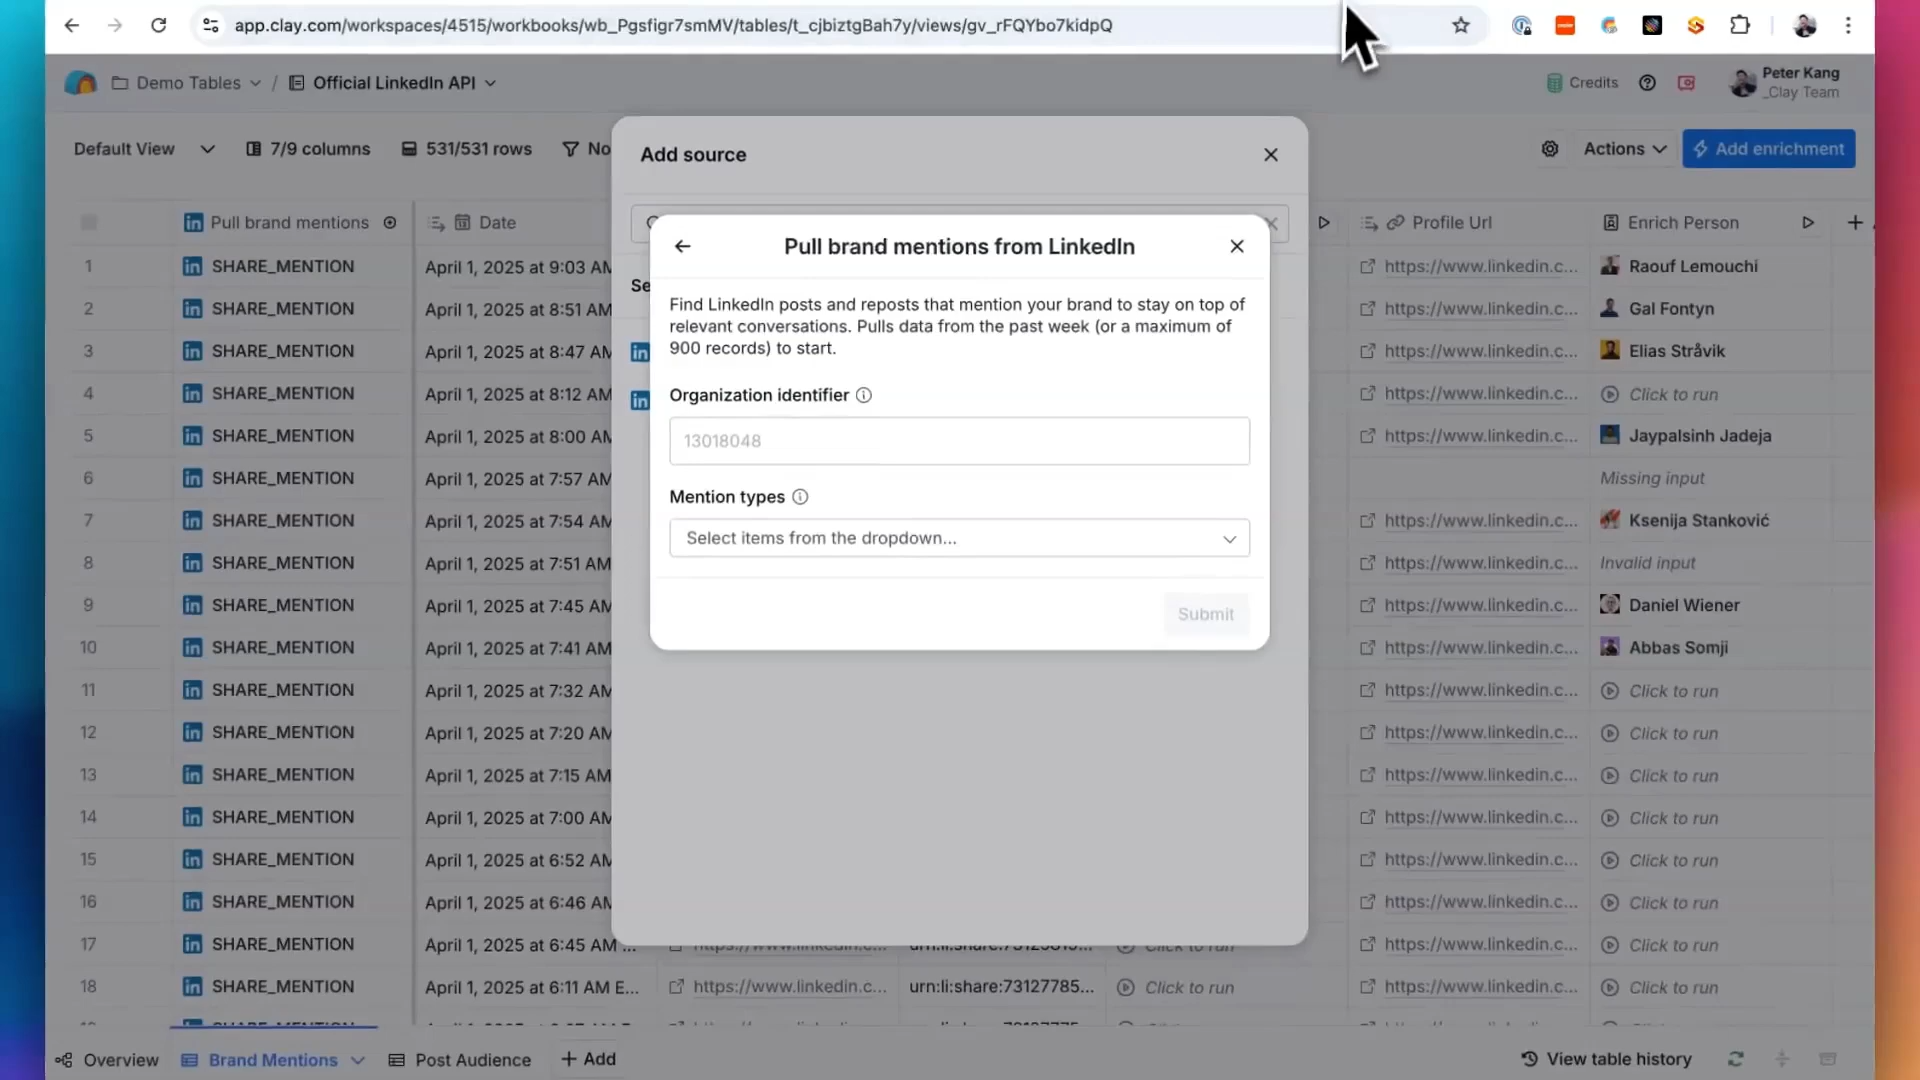 app.clay.com/workspaces/4515/workbooks/wb_Pgsfigr7smMV/tables/t_cjbiztgBah7y/views/gv_rFQYbo7kidpQ
Demo Tables / Official LinkedIn API
Credits
Peter Kang
_Clay Team
Default View 7/9 columns 531/531 rows No
Actions Add enrichment
Add source
Pull brand mentions Date Profile Url Enrich Person
Se
Pull brand mentions from LinkedIn
Find LinkedIn posts and reposts that mention your brand to stay on top of
relevant conversations. Pulls data from the past week (or a maximum of
900 records) to start.
Organization identifier
13018048
Mention types
Select items from the dropdown...
Submit
1 SHARE_MENTION April 1, 2025 at 9:03 AM https://www.linkedin.c... Raouf Lemouchi
2 SHARE_MENTION April 1, 2025 at 8:51 AM https://www.linkedin.c... Gal Fontyn
3 SHARE_MENTION April 1, 2025 at 8:47 AM https://www.linkedin.c... Elias Stråvik
4 SHARE_MENTION April 1, 2025 at 8:12 AM https://www.linkedin.c... Click to run
5 SHARE_MENTION April 1, 2025 at 8:00 AM https://www.linkedin.c... Jaypalsinh Jadeja
6 SHARE_MENTION April 1, 2025 at 7:57 AM Missing input
7 SHARE_MENTION April 1, 2025 at 7:54 AM https://www.linkedin.c... Ksenija Stanković
8 SHARE_MENTION April 1, 2025 at 7:51 AM https://www.linkedin.c... Invalid input
9 SHARE_MENTION April 1, 2025 at 7:45 AM https://www.linkedin.c... Daniel Wiener
10 SHARE_MENTION April 1, 2025 at 7:41 AM https://www.linkedin.c... Abbas Somji
11 SHARE_MENTION April 1, 2025 at 7:32 AM https://www.linkedin.c... Click to run
12 SHARE_MENTION April 1, 2025 at 7:20 AM https://www.linkedin.c... Click to run
13 SHARE_MENTION April 1, 2025 at 7:15 AM https://www.linkedin.c... Click to run
14 SHARE_MENTION April 1, 2025 at 7:00 AM https://www.linkedin.c... Click to run
15 SHARE_MENTION April 1, 2025 at 6:52 AM https://www.linkedin.c... Click to run
16 SHARE_MENTION April 1, 2025 at 6:46 AM https://www.linkedin.c... Click to run
17 SHARE_MENTION April 1, 2025 at 6:45 AM ... https://www.linkedin.c... Click to run https://www.linkedin.c... Click to run
18 SHARE_MENTION April 1, 2025 at 6:11 AM E... https://www.linkedin.c... urn:li:share:73127785... Click to run https://www.linkedin.c... Click to run
Overview Brand Mentions Post Audience + Add View table history